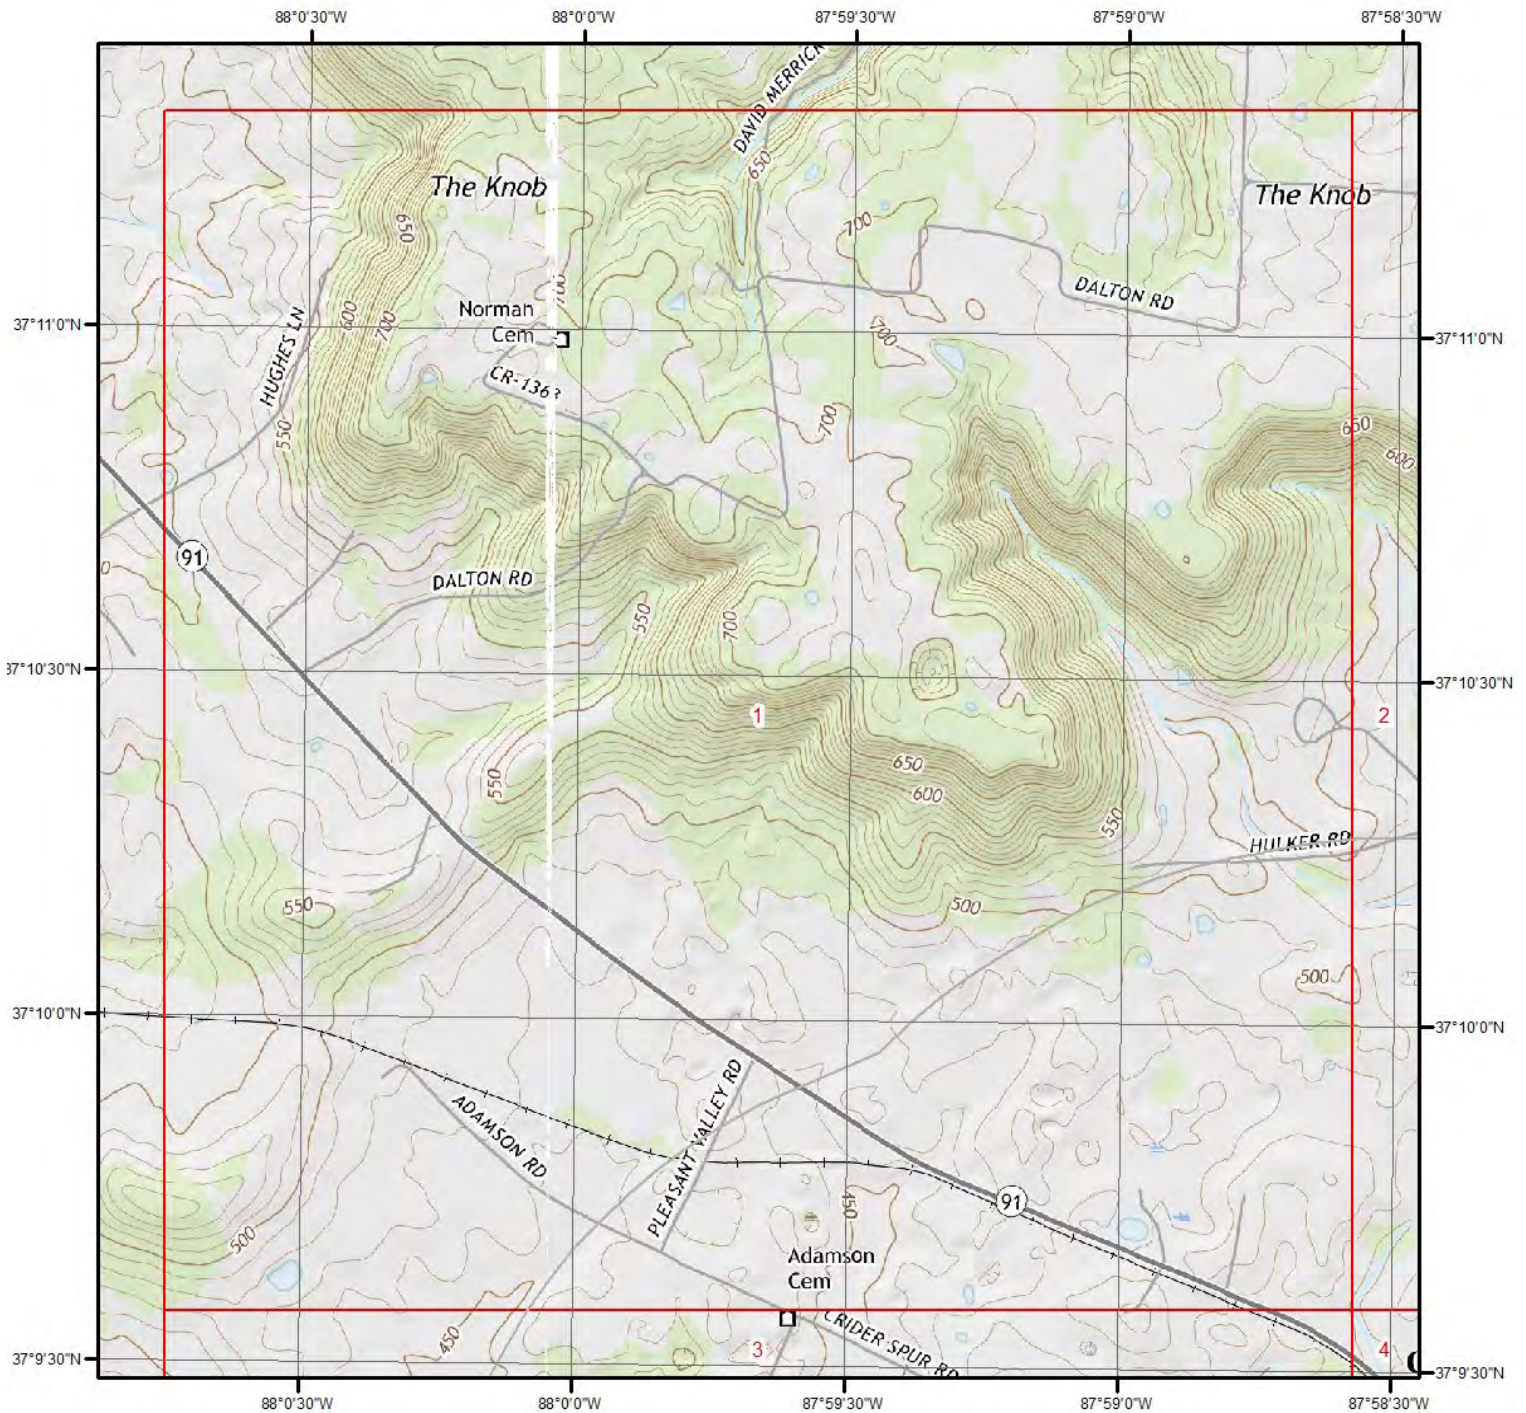 88°0'30"W 88°0'0"W 87°59'30"W 87°59'0"W 87°58'30"W
DAVID MERRICK
650
The Knob
The Knob
650
700
DALTON RD
700
Norman
Cem
37°11'0"N
600
700
700
37°11'0"N
HUGHES LN
CR-1363
550
700
650
600
91
DALTON RD
550
700
37°10'30"N
37°10'30"N
1
2
550
650
600
550
HULKER RD
550
500
500
37°10'0"N
37°10'0"N
ADAMSON RD
PLEASANT VALLEY RD
91
450
500
Adamson
Cem
450
CRIDER SPUR RD
3
4
37°9'30"N
37°9'30"N
88°0'30"W 88°0'0"W 87°59'30"W 87°59'0"W 87°58'30"W